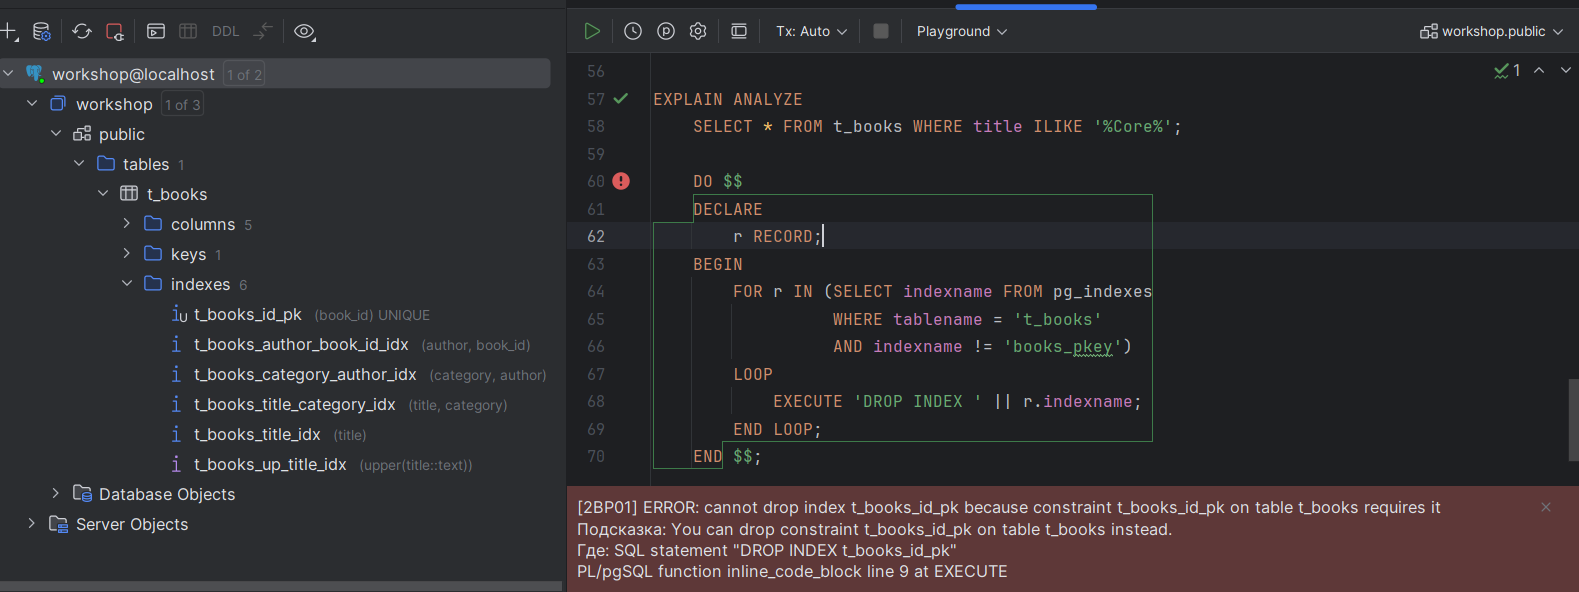 DDL
Tx: Auto
Playground
workshop.public
workshop@localhost 1 of 2
workshop 1 of 3
public
tables 1
t_books
columns 5
keys 1
indexes 6
t_books_id_pk (book_id) UNIQUE
t_books_author_book_id_idx (author, book_id)
t_books_category_author_idx (category, author)
t_books_title_category_idx (title, category)
t_books_title_idx (title)
t_books_up_title_idx (upper(title::text))
Database Objects
Server Objects
1
56
57 EXPLAIN ANALYZE
58 SELECT * FROM t_books WHERE title ILIKE '%Core%';
59
60 DO $$
61 DECLARE
62 r RECORD;
63 BEGIN
64 FOR r IN (SELECT indexname FROM pg_indexes
65 WHERE tablename = 't_books'
66 AND indexname != 'books_pkey')
67 LOOP
68 EXECUTE 'DROP INDEX ' || r.indexname;
69 END LOOP;
70 END $$;
[2BP01] ERROR: cannot drop index t_books_id_pk because constraint t_books_id_pk on table t_books requires it
Подсказка: You can drop constraint t_books_id_pk on table t_books instead.
Где: SQL statement "DROP INDEX t_books_id_pk"
PL/pgSQL function inline_code_block line 9 at EXECUTE